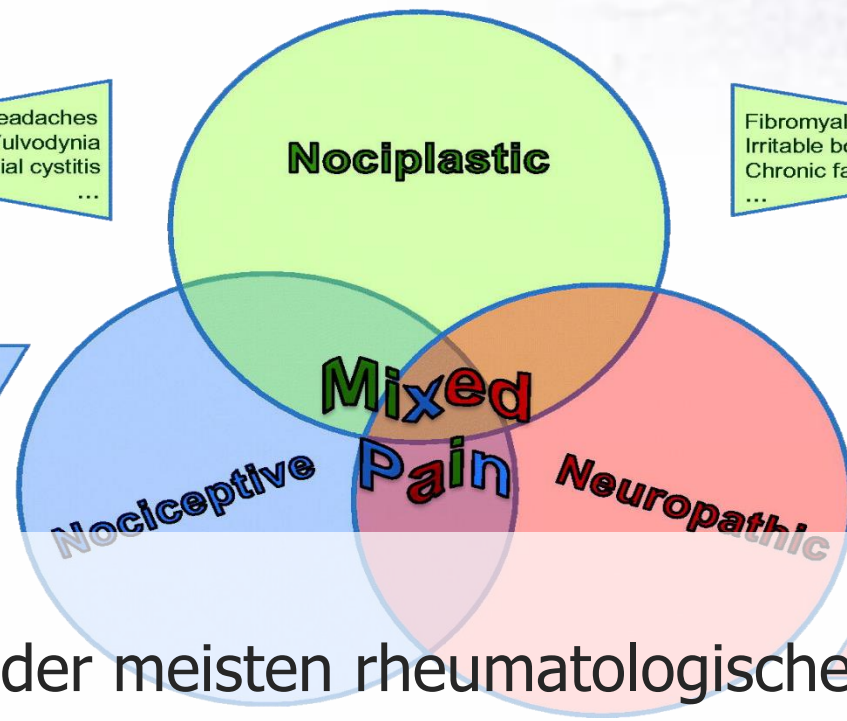 eadaches
ulvodynia
ial cystitis
...
Nociplastic
Fibromyal
Irritable bo
Chronic fa
...
Mixed
Pain
Nociceptive
Neuropathic
der meisten rheumatologische